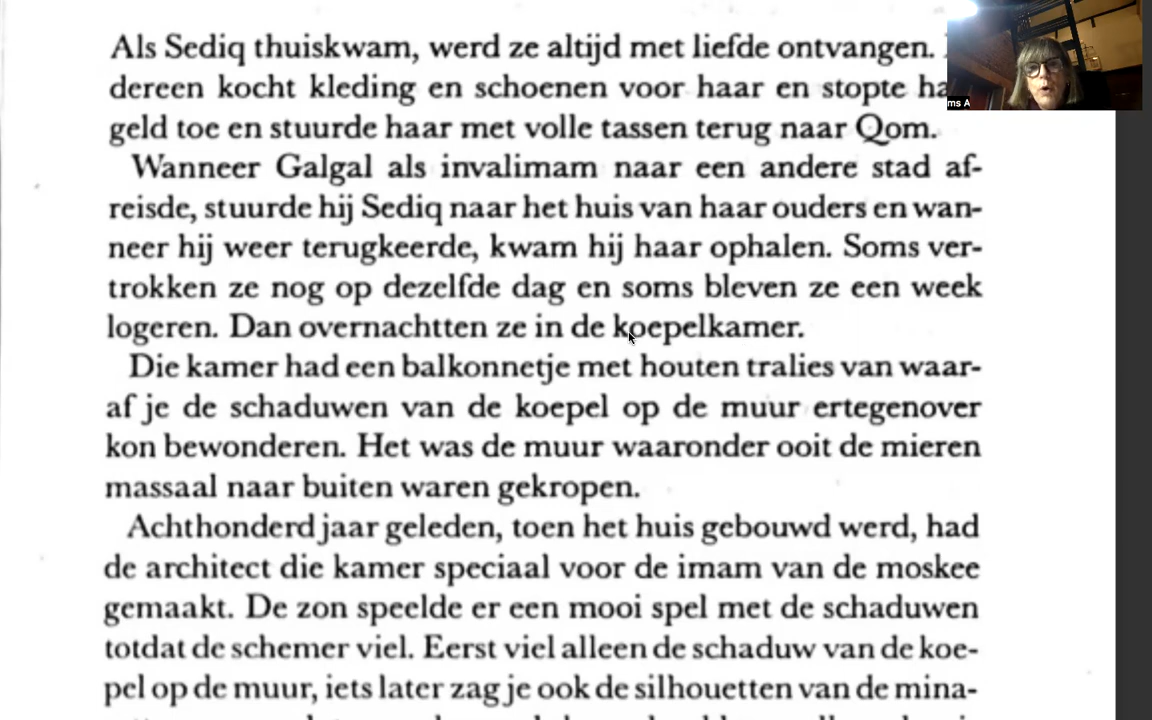 Als Sediq thuiskwam, werd ze altijd met liefde ontvangen.
dereen kocht kleding en schoenen voor haar en stopte
geld toe en stuurde haar met volle tassen terug naar Qom.
Wanneer Galgal als invalimam naar een andere stad af-
reisde, stuurde hij Sediq naar het huis van haar ouders en wan-
neer hij weer terugkeerde, kwam hij haar ophalen. Soms ver-
trokken ze nog op dezelfde dag en soms bleven ze een week
logeren. Dan overnachtten ze in de koepelkamer.
Die kamer had een balkonnetje met houten tralies van waar-
af je de schaduwen van de koepel op de muur ertegenover
kon bewonderen. Het was de muur waaronder ooit de mieren
massaal naar buiten waren gekropen.
Achthonderd jaar geleden, toen het huis gebouwd werd, had
de architect die kamer speciaal voor de imam van de moskee
gemaakt. De zon speelde er een mooi spel met de schaduwen
totdat de schemer viel. Eerst viel alleen de schaduw van de koe-
pel op de muur, iets later zag je ook de silhouetten van de mina-
ms A